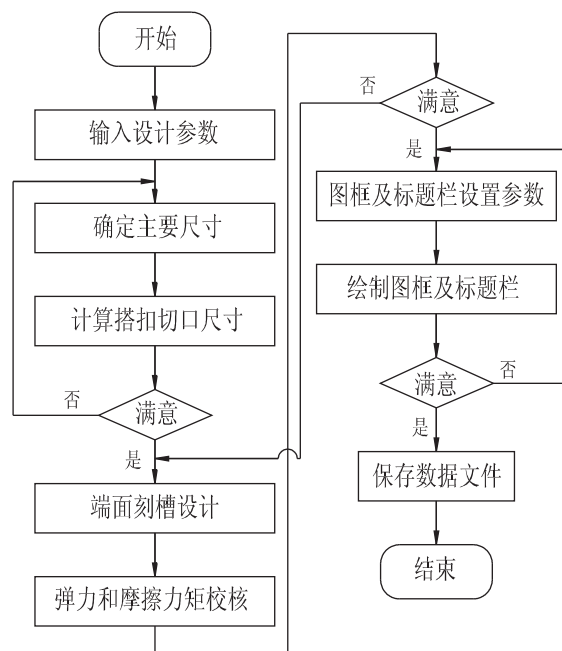 开始
输入设计参数
确定主要尺寸
计算搭扣切口尺寸
否
满意
是
端面刻槽设计
弹力和摩擦力矩校核
否
满意
是
图框及标题栏设置参数
绘制图框及标题栏
满意
否
是
保存数据文件
结束